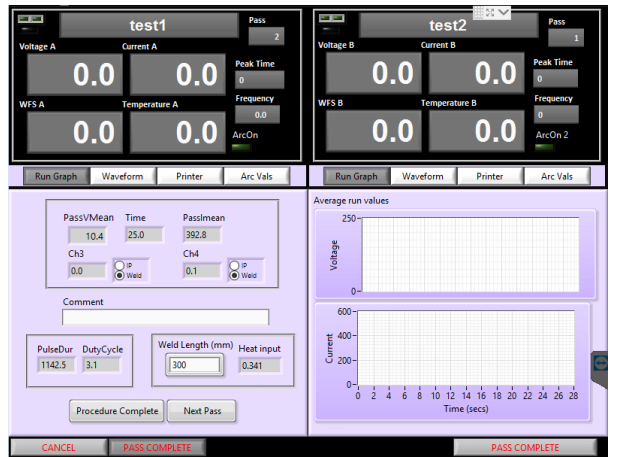 test1
Pass
2
Voltage A
Current A
0.0
0.0
Peak Time
0
WFS A
Temperature A
Frequency
0.0
0.0
0.0
ArcOn
test2
Pass
1
Voltage B
Current B
0.0
0.0
Peak Time
0
WFS B
Temperature B
Frequency
0
0.0
0.0
ArcOn 2
Run Graph
Waveform
Printer
Arc Vals
Run Graph
Waveform
Printer
Arc Vals
PassVMean
Time
PassImean
10.4
25.0
392.8
Ch3
Ch4
0.0
IP
Weld
0.1
IP
Weld
Comment
PulseDur
DutyCycle
1142.5
3.1
Weld Length (mm)
Heat input
300
0.341
Procedure Complete
Next Pass
Average run values
250
Voltage
0
600
400
Current
200
0
0 2 4 6 8 10 12 14 16 18 20 22 24 26 28
Time (secs)
CANCEL
PASS COMPLETE
PASS COMPLETE